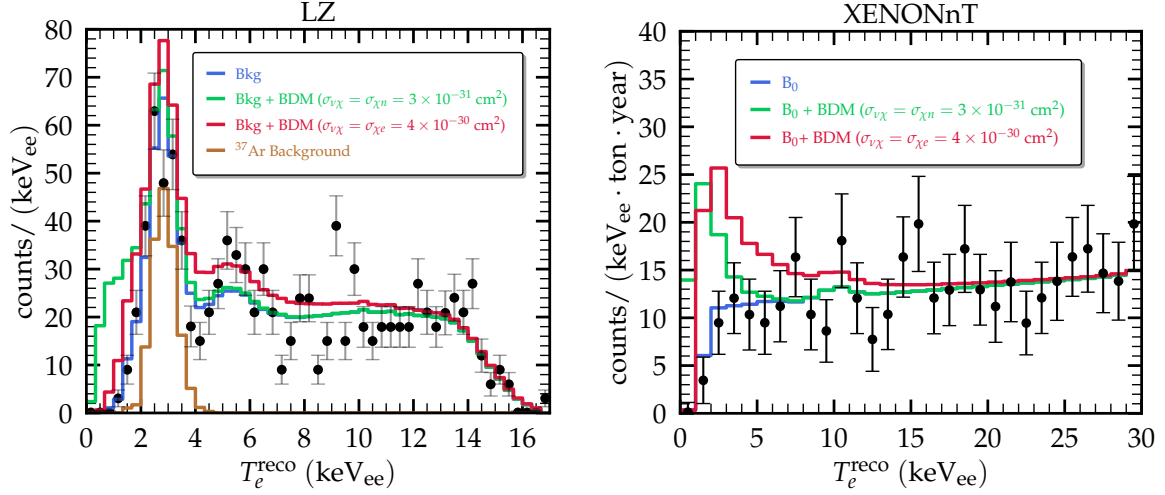 LZ
counts/(keV_ee)
80
70
60
50
40
30
20
10
0
Bkg
Bkg + BDM (σ_νχ = σ_χn = 3 × 10^−31 cm^2)
Bkg + BDM (σ_νχ = σ_χe = 4 × 10^−30 cm^2)
^37Ar Background
0 2 4 6 8 10 12 14 16
T_e^reco (keV_ee)
XENONnT
counts/(keV_ee · ton · year)
40
35
30
25
20
15
10
5
0
B_0
B_0 + BDM (σ_νχ = σ_χn = 3 × 10^−31 cm^2)
B_0+ BDM (σ_νχ = σ_χe = 4 × 10^−30 cm^2)
0 5 10 15 20 25 30
T_e^reco (keV_ee)